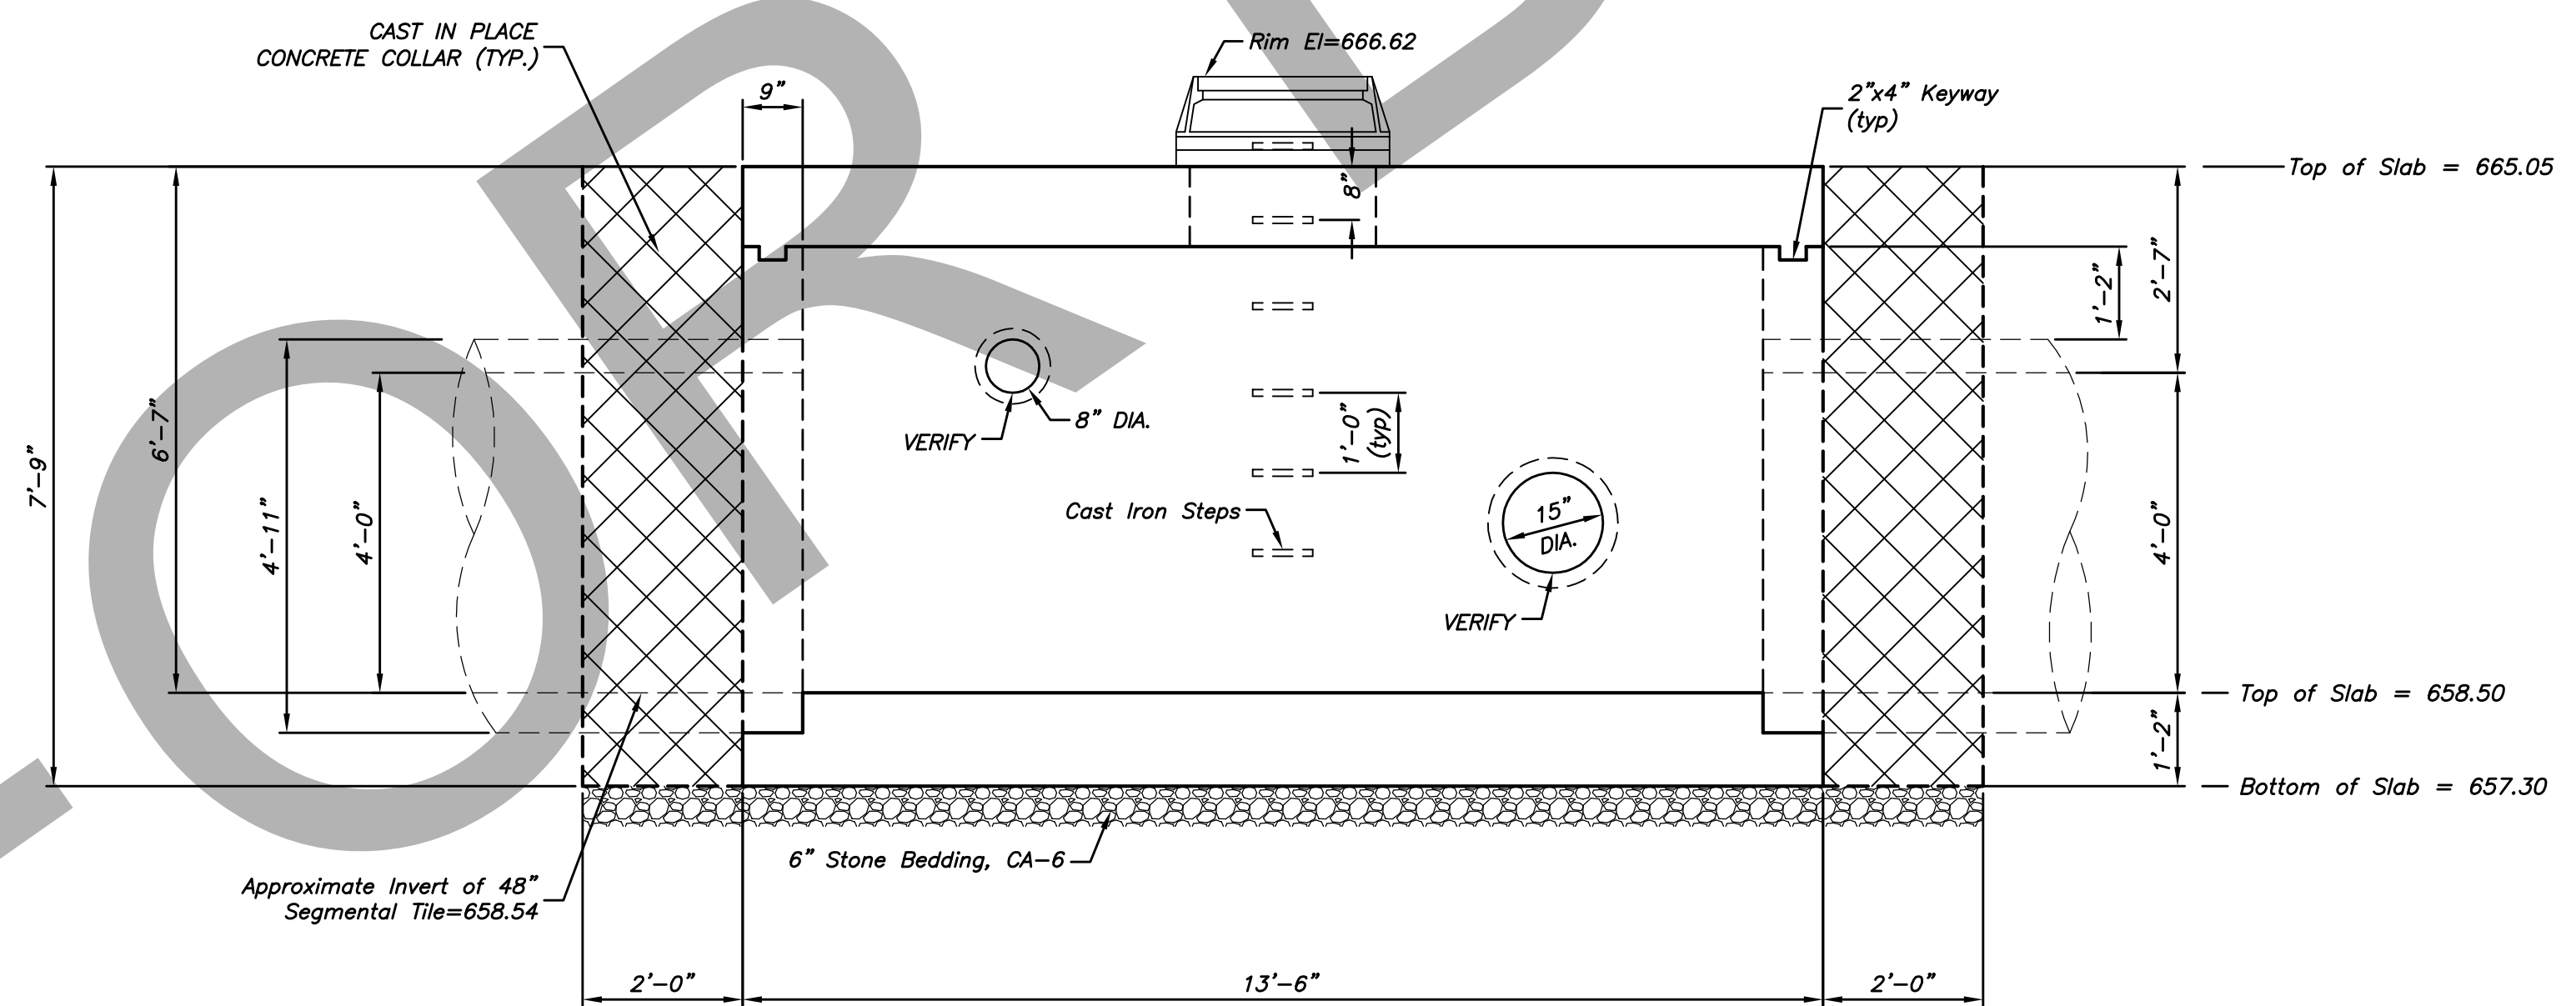 CAST IN PLACE
CONCRETE COLLAR (TYP.)
Rim El=666.62
9"
2"x4" Keyway
(typ)
Top of Slab = 665.05
8"
2'-7"
1'-2"
7'-9"
6'-7"
4'-11"
4'-0"
8" DIA.
VERIFY
1'-0"
(typ)
Cast Iron Steps
15"
DIA.
VERIFY
4'-0"
Top of Slab = 658.50
1'-2"
Bottom of Slab = 657.30
6" Stone Bedding, CA-6
Approximate Invert of 48"
Segmental Tile=658.54
2'-0"
13'-6"
2'-0"
OR